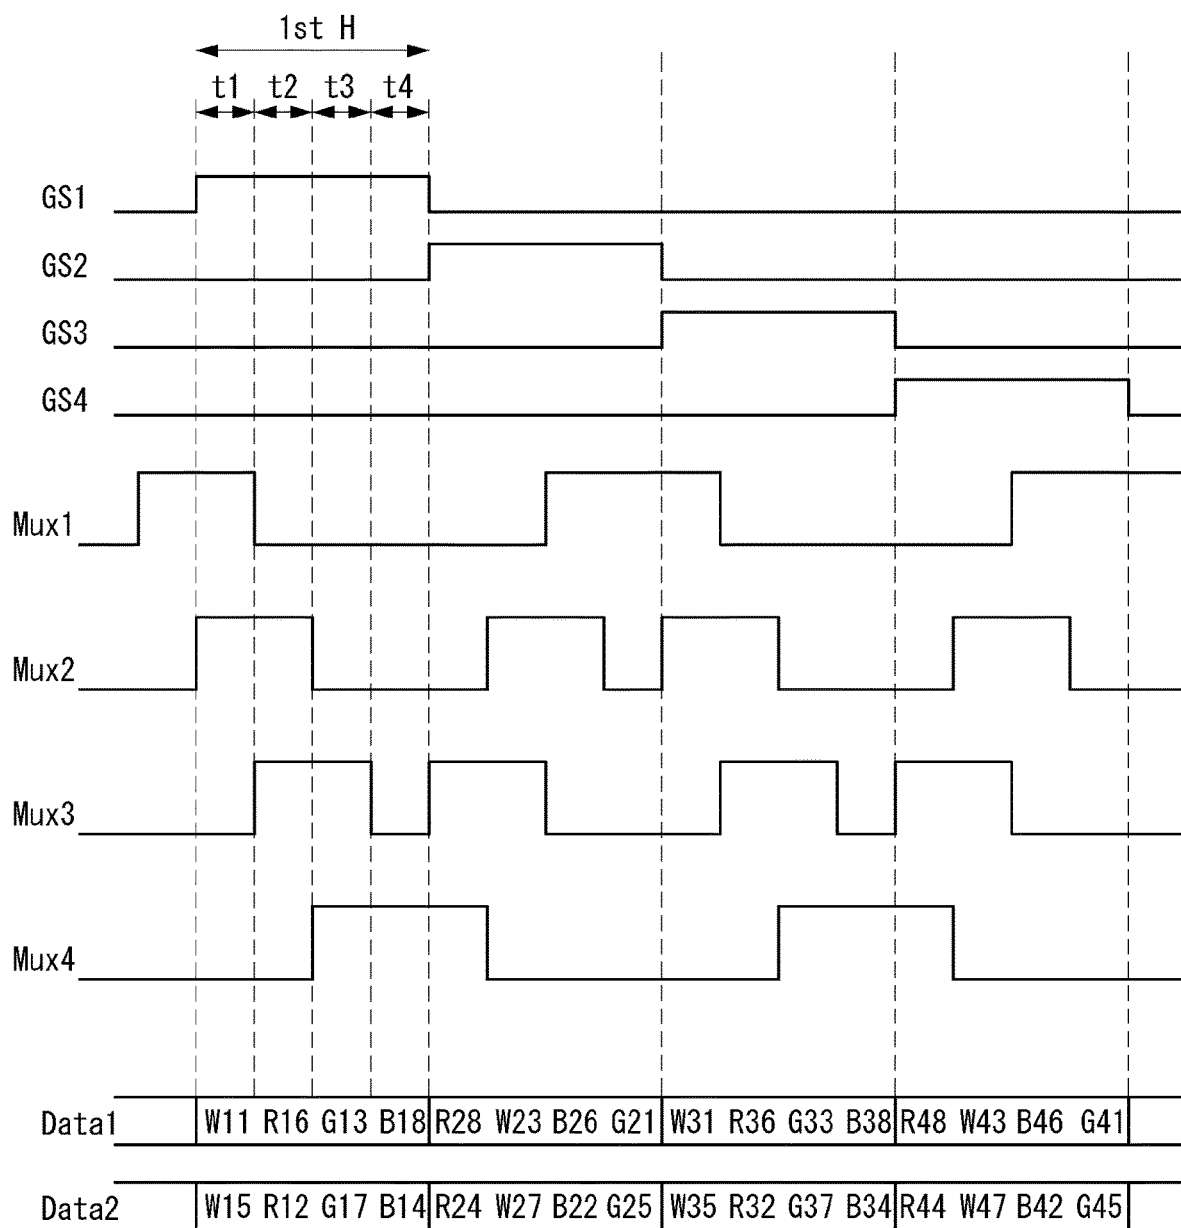 1st H
t1 t2 t3 t4
GS1
GS2
GS3
GS4
Mux1
Mux2
Mux3
Mux4
Data1 W11 R16 G13 B18 R28 W23 B26 G21 W31 R36 G33 B38 R48 W43 B46 G41
Data2 W15 R12 G17 B14 R24 W27 B22 G25 W35 R32 G37 B34 R44 W47 B42 G45